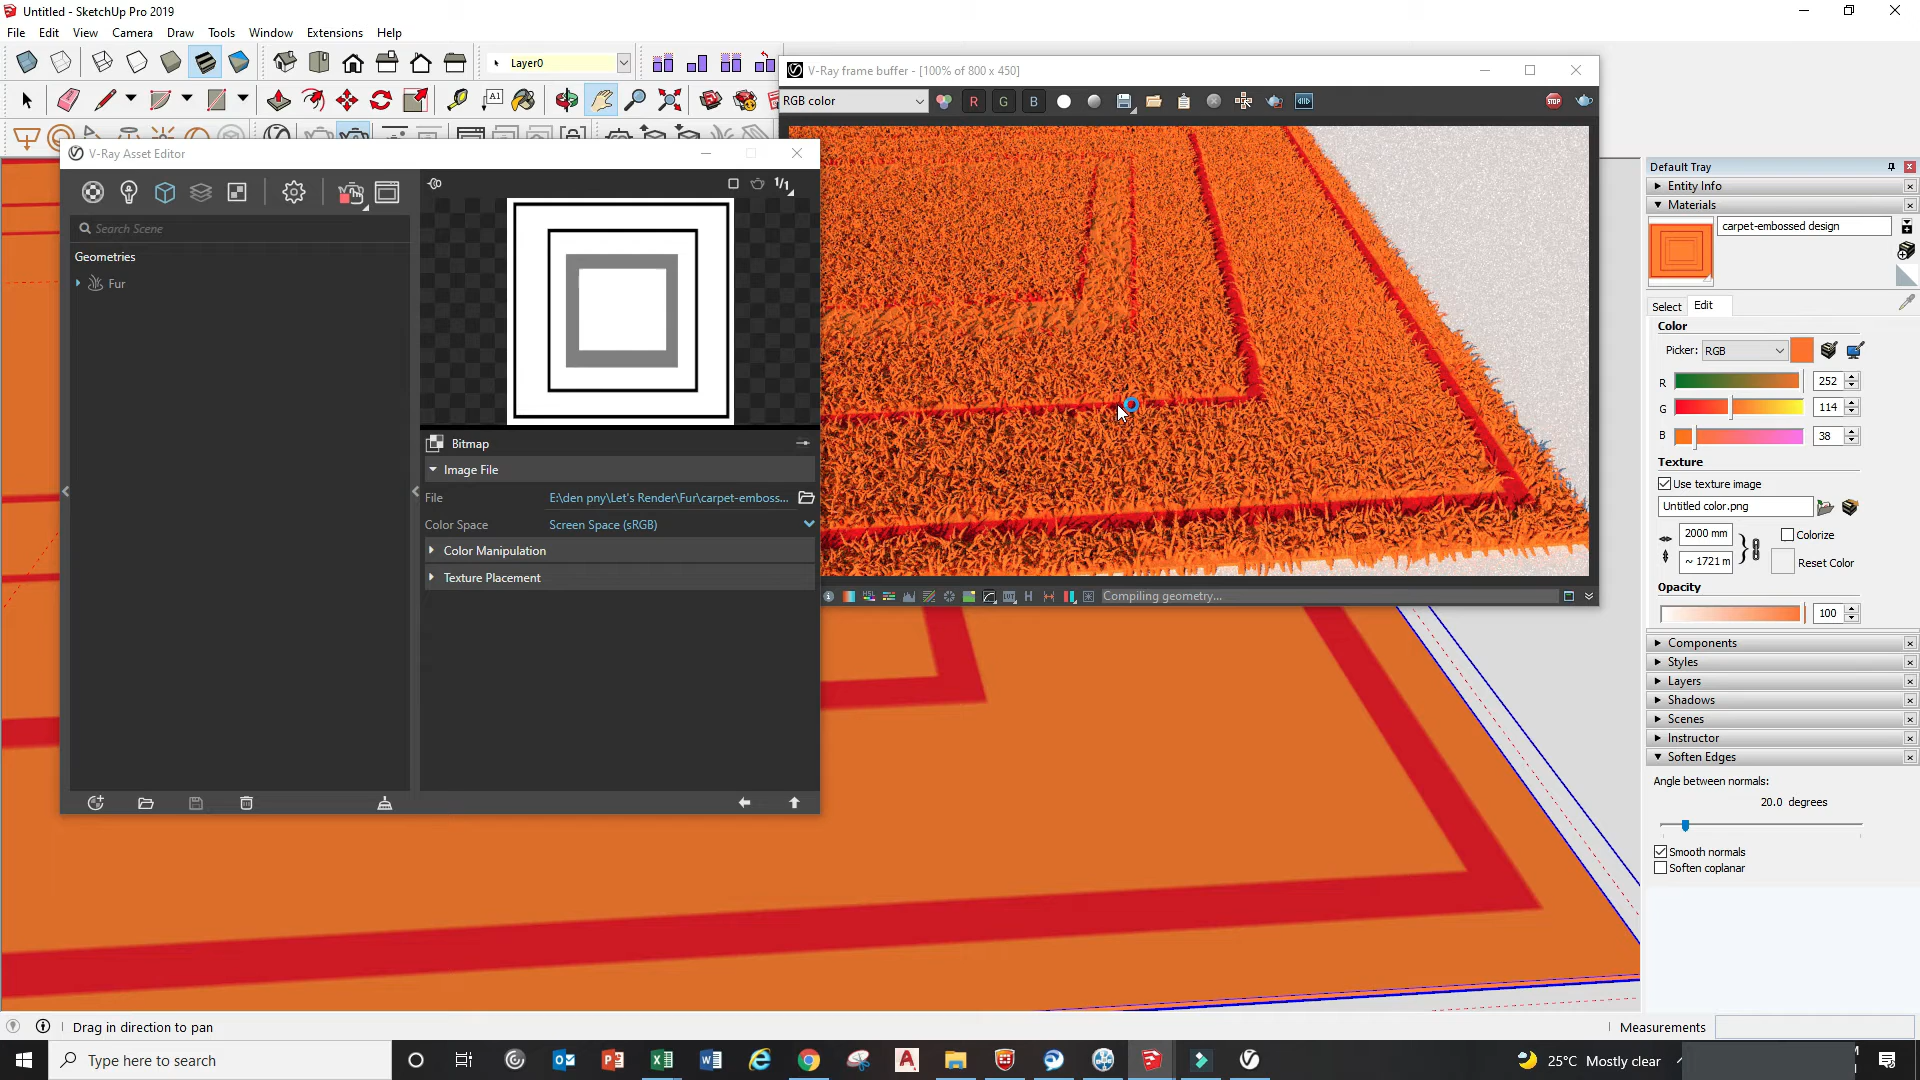 Untitled - SketchUp Pro 2019
File Edit View Camera Draw Tools Window Extensions Help
Layer0
A1
V-Ray frame buffer - [100% of 800 x 450]
RGB color
R G B
STOP
V-Ray Asset Editor
1/1
Search Scene
Geometries
Fur
Bitmap
Image File
File E:\den pny\Let's Render\Fur\carpet-emboss...
Color Space Screen Space (sRGB)
Color Manipulation
Texture Placement
HSL
LUT
H
Compiling geometry...
Default Tray
Entity Info
Materials
carpet-embossed design
Select Edit
Color
Picker: RGB
R 252
G 114
B 38
Texture
Use texture image
Untitled color.png
2000 mm
~ 1721 m
Colorize
Reset Color
Opacity
100
Components
Styles
Layers
Shadows
Scenes
Instructor
Soften Edges
Angle between normals:
20.0 degrees
Smooth normals
Soften coplanar
Drag in direction to pan
Measurements
Type here to search
25°C Mostly clear